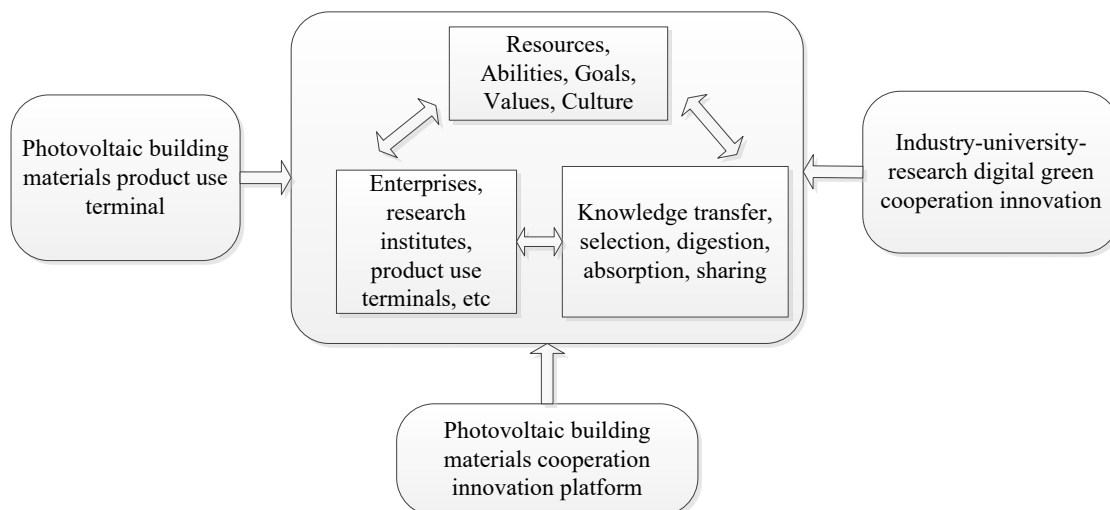 Resources,
Abilities, Goals,
Values, Culture
Photovoltaic building
materials product use
terminal
Enterprises,
research
institutes,
product use
terminals, etc
Knowledge transfer,
selection, digestion,
absorption, sharing
Industry-university-
research digital green
cooperation innovation
Photovoltaic building
materials cooperation
innovation platform